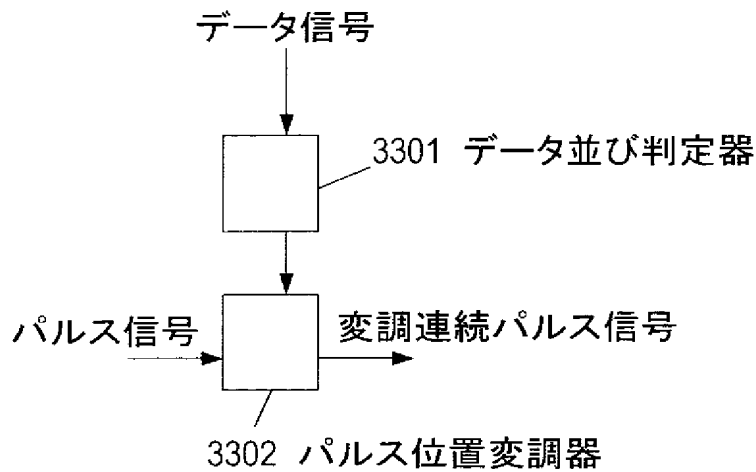 データ信号
3301 データ並び判定器
パルス信号
変調連続パルス信号
3302 パルス位置変調器